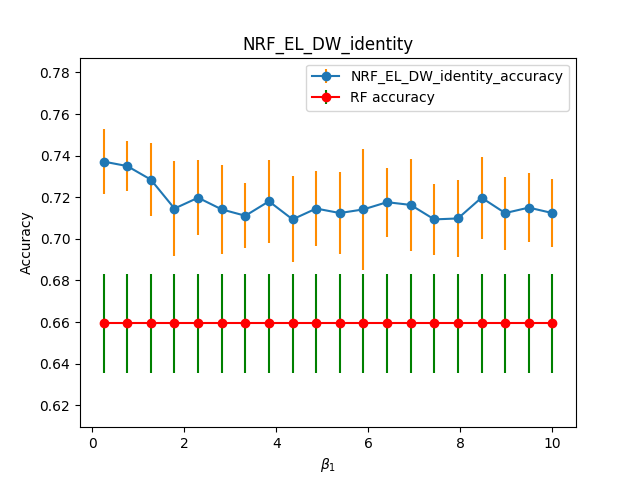 NRF_EL_DW_identity
NRF_EL_DW_identity_accuracy
RF accuracy
Accuracy
0.78
0.76
0.74
0.72
0.70
0.68
0.66
0.64
0.62
0 2 4 6 8 10
β₁